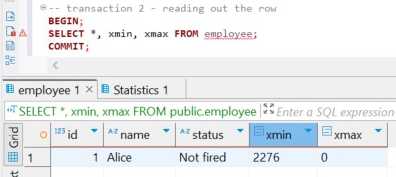 -- transaction 2 - reading out the row
BEGIN;
SELECT *, xmin, xmax FROM employee;
COMMIT;
employee 1 × Statistics 1
SELECT *, xmin, xmax FROM public.employee Enter a SQL expression
Grid 123 id A-Z name A-Z status xmin xmax
1 1 Alice Not fired 2276 0